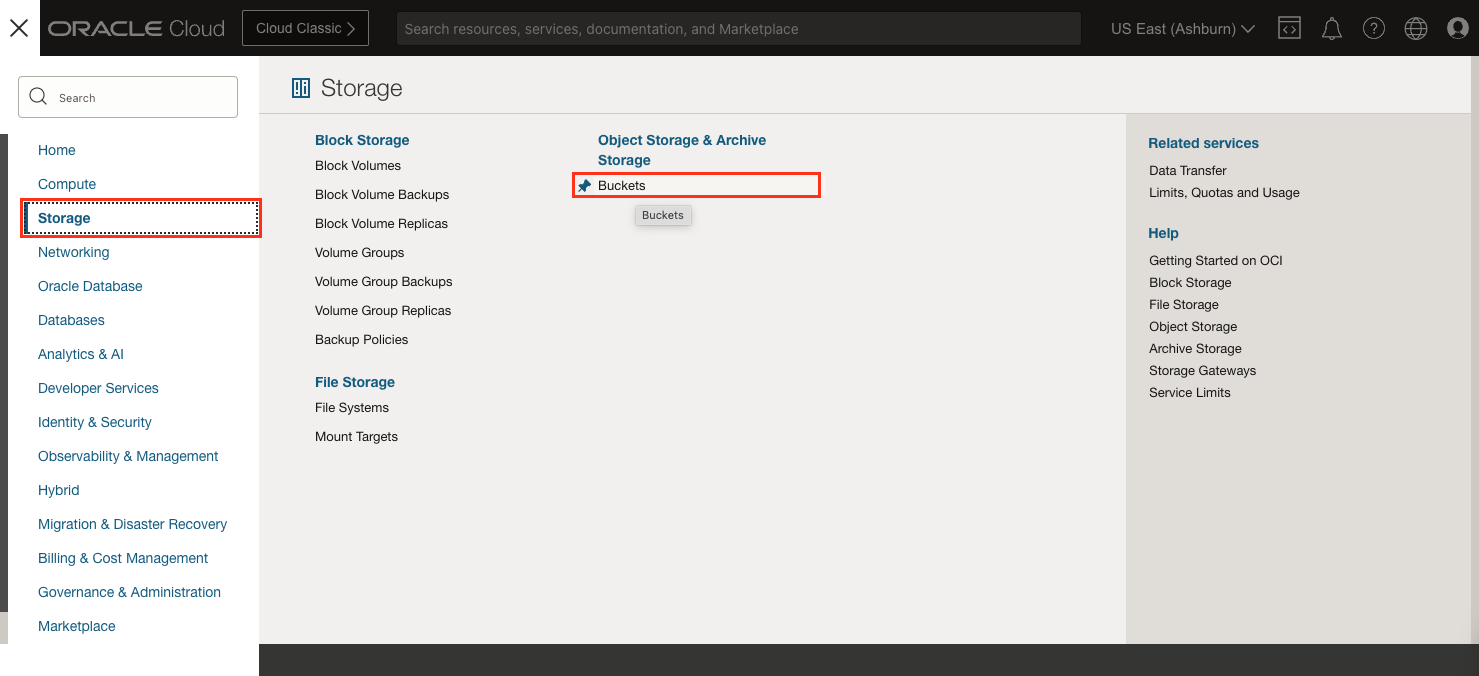 ORACLE Cloud
Cloud Classic
Search resources, services, documentation, and Marketplace
US East (Ashburn)
Search
Home
Compute
Storage
Networking
Oracle Database
Databases
Analytics & AI
Developer Services
Identity & Security
Observability & Management
Hybrid
Migration & Disaster Recovery
Billing & Cost Management
Governance & Administration
Marketplace
Storage
Block Storage
Block Volumes
Block Volume Backups
Block Volume Replicas
Volume Groups
Volume Group Backups
Volume Group Replicas
Backup Policies
File Storage
File Systems
Mount Targets
Object Storage & Archive
Storage
Buckets
Buckets
Related services
Data Transfer
Limits, Quotas and Usage
Help
Getting Started on OCI
Block Storage
File Storage
Object Storage
Archive Storage
Storage Gateways
Service Limits